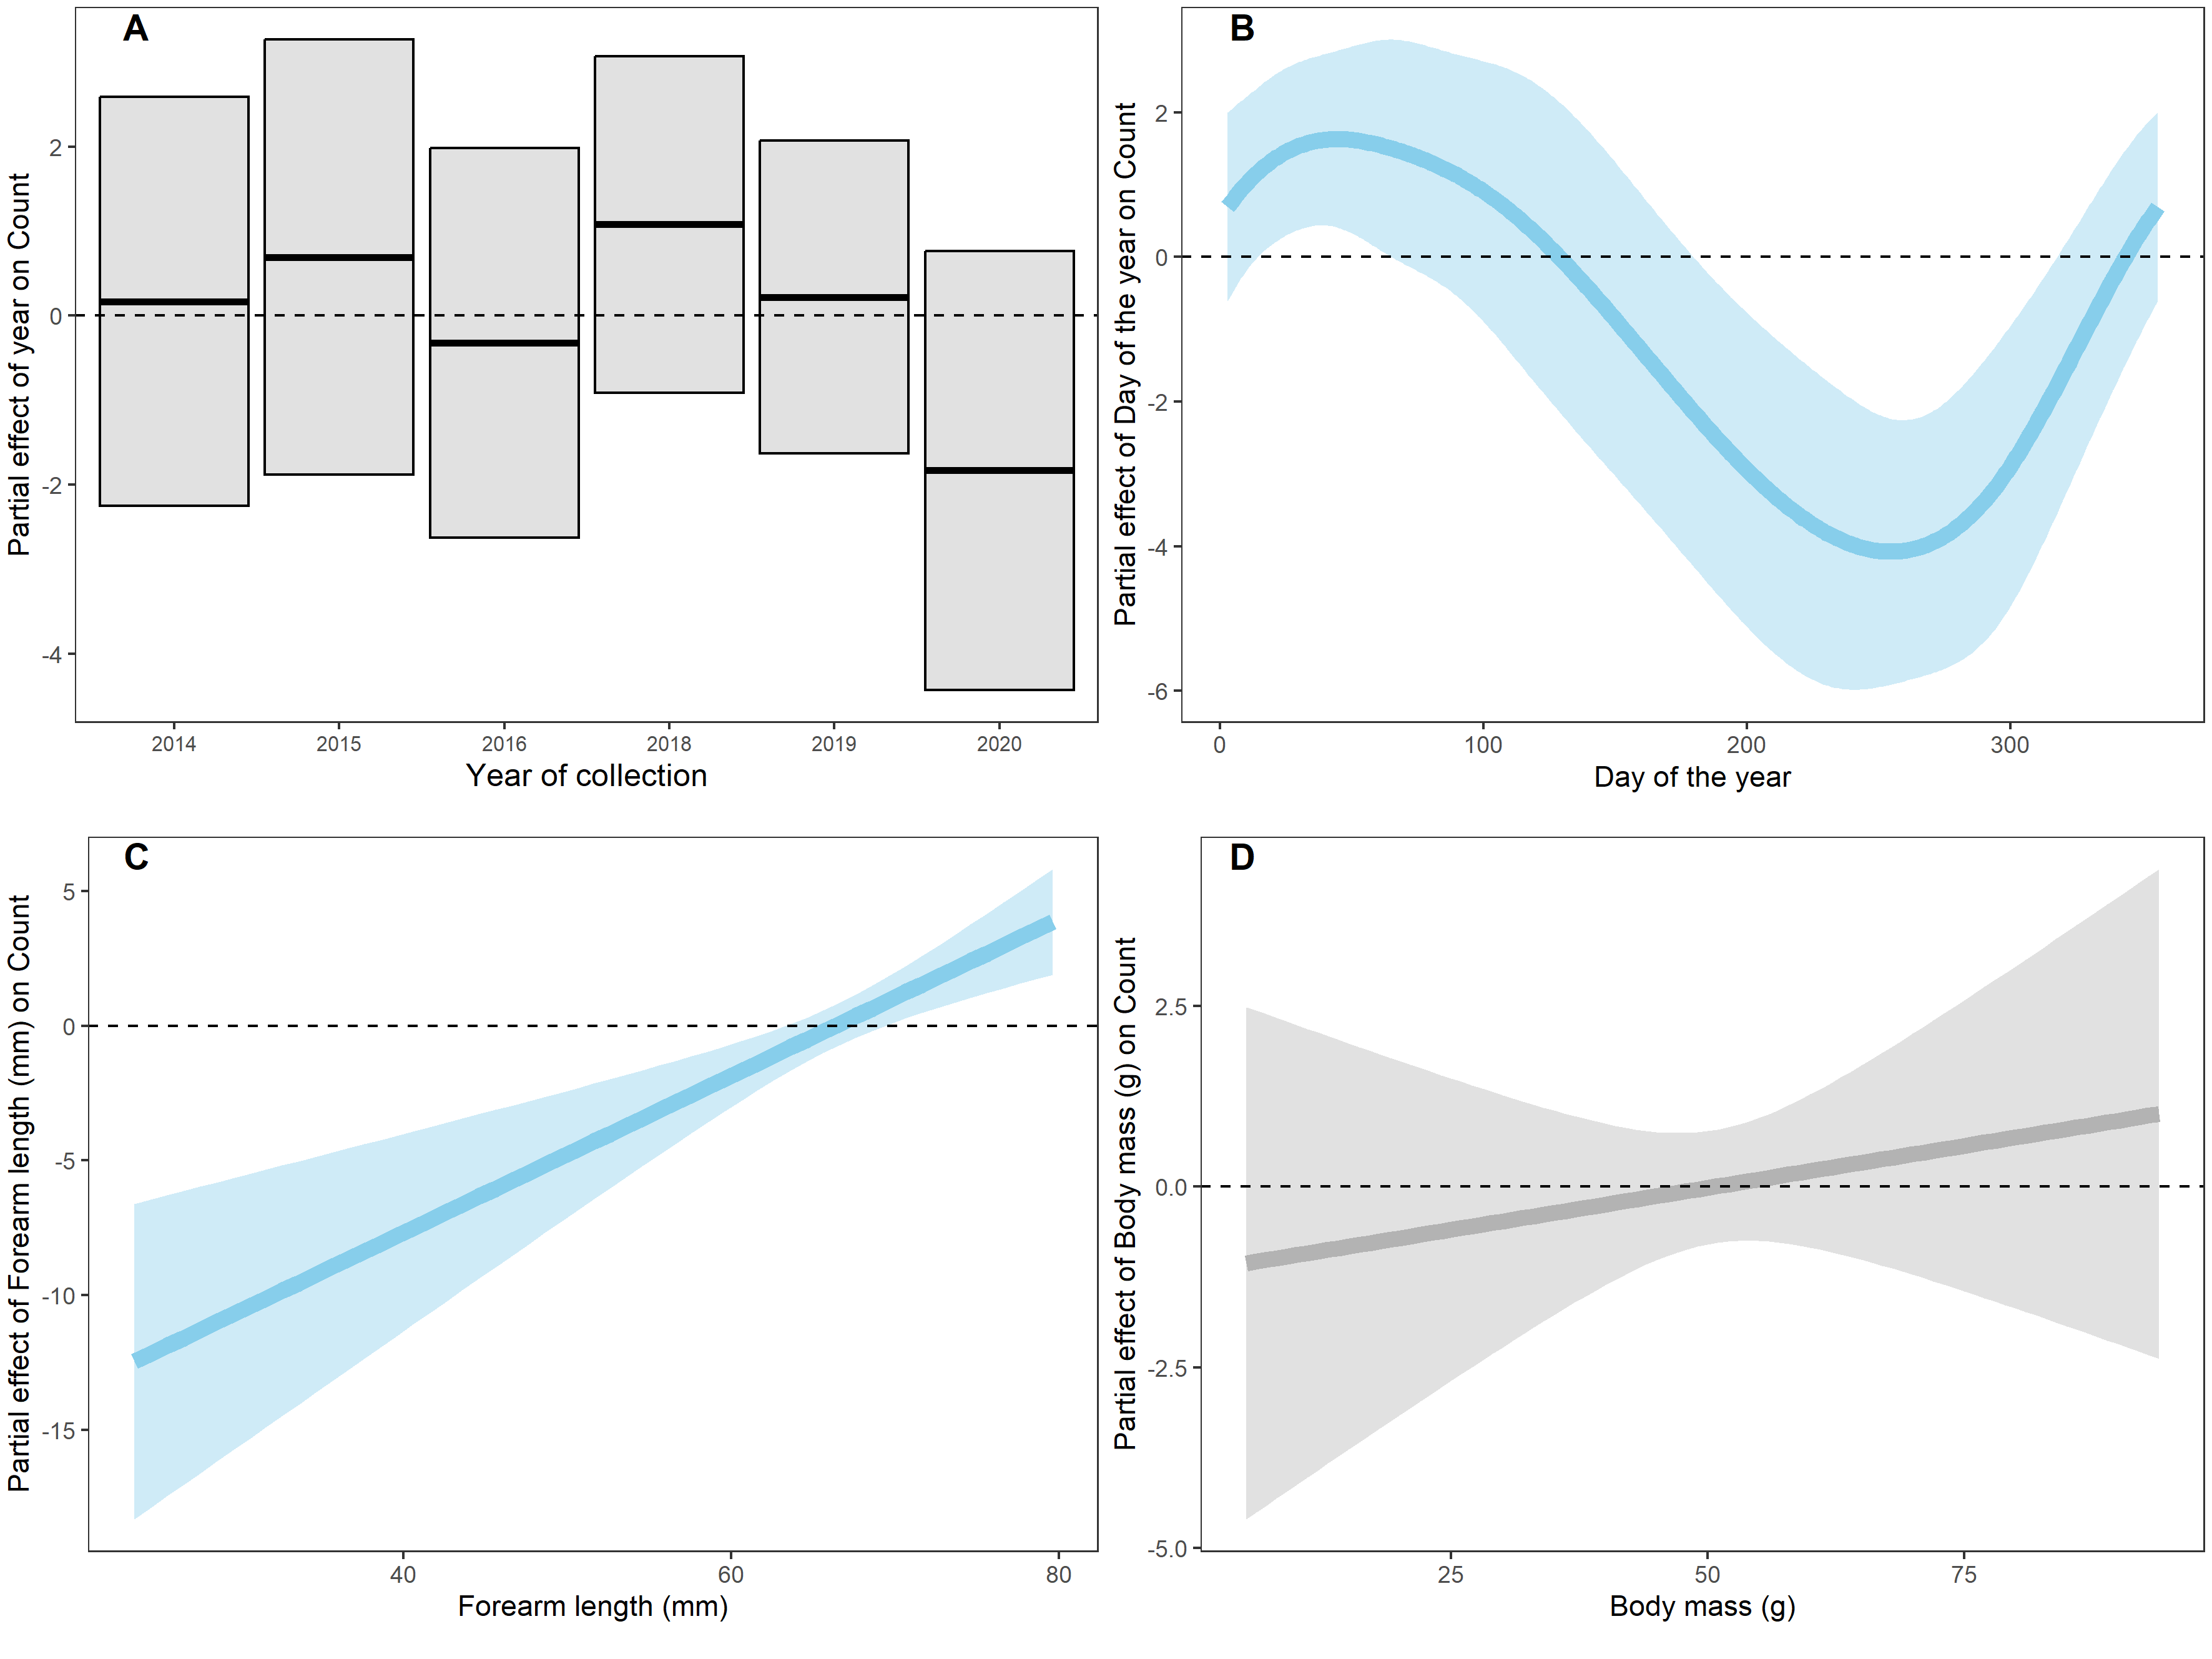 A
Partial effect of year on Count
2
0
-2
-4
2014 2015 2016 2018 2019 2020
Year of collection
B
Partial effect of Day of the year on Count
2
0
-2
-4
-6
0 100 200 300
Day of the year
C
Partial effect of Forearm length (mm) on Count
5
0
-5
-10
-15
40 60 80
Forearm length (mm)
D
Partial effect of Body mass (g) on Count
2.5
0.0
-2.5
-5.0
25 50 75
Body mass (g)